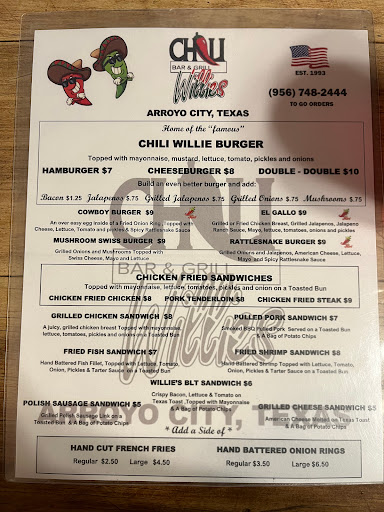 CHILI
BAR & GRILL
Willies
EST. 1993
(956) 748-2444
TO GO ORDERS
ARROYO CITY, TEXAS
Home of the "famous"
CHILI WILLIE BURGER
Topped with mayonnaise, mustard, lettuce, tomato, pickles and onions
HAMBURGER $7 CHEESEBURGER $8 DOUBLE - DOUBLE $10
Build an even better burger and add:
Bacon $1.25 Jalapenos $.75 Grilled Jalapenos $.75 Grilled Onions $.75 Mushrooms $.75
COWBOY BURGER $9 EL GALLO $9
An over easy egg inside of a Fried Onion Ring, Topped with Grilled or Fried Chicken Breast, Grilled Jalapenos, Jalapeno
Cheese, Lettuce, Tomato and pickles & Spicy Rattlesnake Sauce Ranch Sauce, Mayo, lettuce, tomatoes, onions and pickles
MUSHROOM SWISS BURGER $9 RATTLESNAKE BURGER $9
Grilled Onions and Mushrooms Topped with Grilled Onions and Jalapenos, American Cheese, Lettuce,
Swiss Cheese, Mayo and Lettuce Mayo and Spicy Rattlesnake Sauce
BAR & GRILL
CHICKEN FRIED SANDWICHES
Topped with mayonnaise, lettuce, tomatoes, pickles and onion on a Toasted Bun
CHICKEN FRIED CHICKEN $8 PORK TENDERLOIN $8 CHICKEN FRIED STEAK $9
GRILLED CHICKEN SANDWICH $8 PULLED PORK SANDWICH $7
A juicy, grilled chicken breast Topped with mayonnaise, Smoked BBQ Pulled Pork Served on a Toasted Bun
lettuce, tomatoes, pickles and onions on a Toasted Bun & A Bag of Potato Chips
FRIED FISH SANDWICH $7 FRIED SHRIMP SANDWICH $8
Hand Battered Fish Fillet, Topped with Lettuce, Tomato, Hand Battered Shrimp Topped with Lettuce, Tomato,
Onion, Pickles & Tarter Sauce on a Toasted Bun Onion, Pickles & Tarter Sauce on a Toasted Bun
WILLIE'S BLT SANDWICH $6
Crispy Bacon, Lettuce & Tomato on
Texas Toast, Topped with Mayonnaise
& A Bag of Potato Chips
POLISH SAUSAGE SANDWICH $5 GRILLED CHEESE SANDWICH $5
Grilled Polish Sausage Link on a American Cheese Melted on Texas Toast
Toasted Bun & A Bag of Potato Chips & A Bag of Potato Chips
* Add a Side of *
HAND CUT FRENCH FRIES HAND BATTERED ONION RINGS
Regular $2.50 Large $4.50 Regular $3.50 Large $6.50